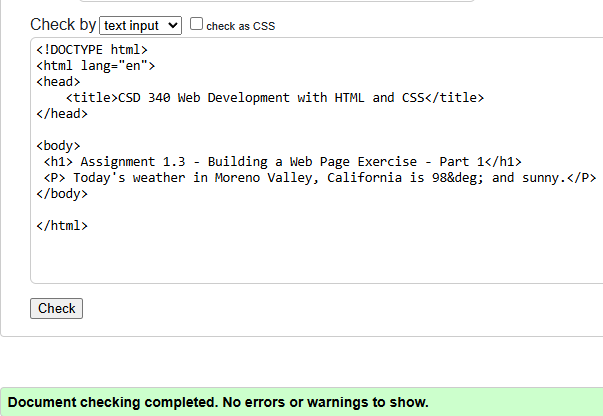 Check by text input check as CSS
<!DOCTYPE html>
<html lang="en">
<head>
    <title>CSD 340 Web Development with HTML and CSS</title>
</head>

<body>
 <h1> Assignment 1.3 - Building a Web Page Exercise - Part 1</h1>
 <P> Today's weather in Moreno Valley, California is 98&deg; and sunny.</P>
</body>

</html>
Check
Document checking completed. No errors or warnings to show.